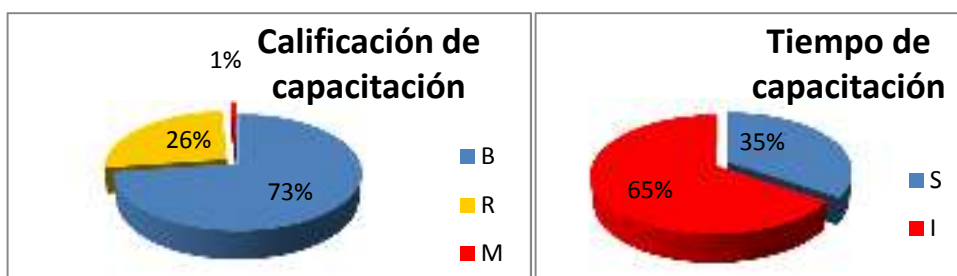 Calificación de
capacitación
1%
26%
73%
B
R
M
Tiempo de
capacitación
35%
65%
S
I